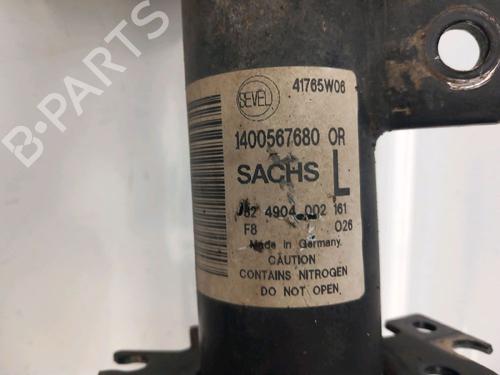 B-PARTS
SEVEL
41765W06
1400567680 OR
SACHS
L
4904 002 161
F8 026
Made in Germany
CAUTION
CONTAINS NITROGEN
DO NOT OPEN.